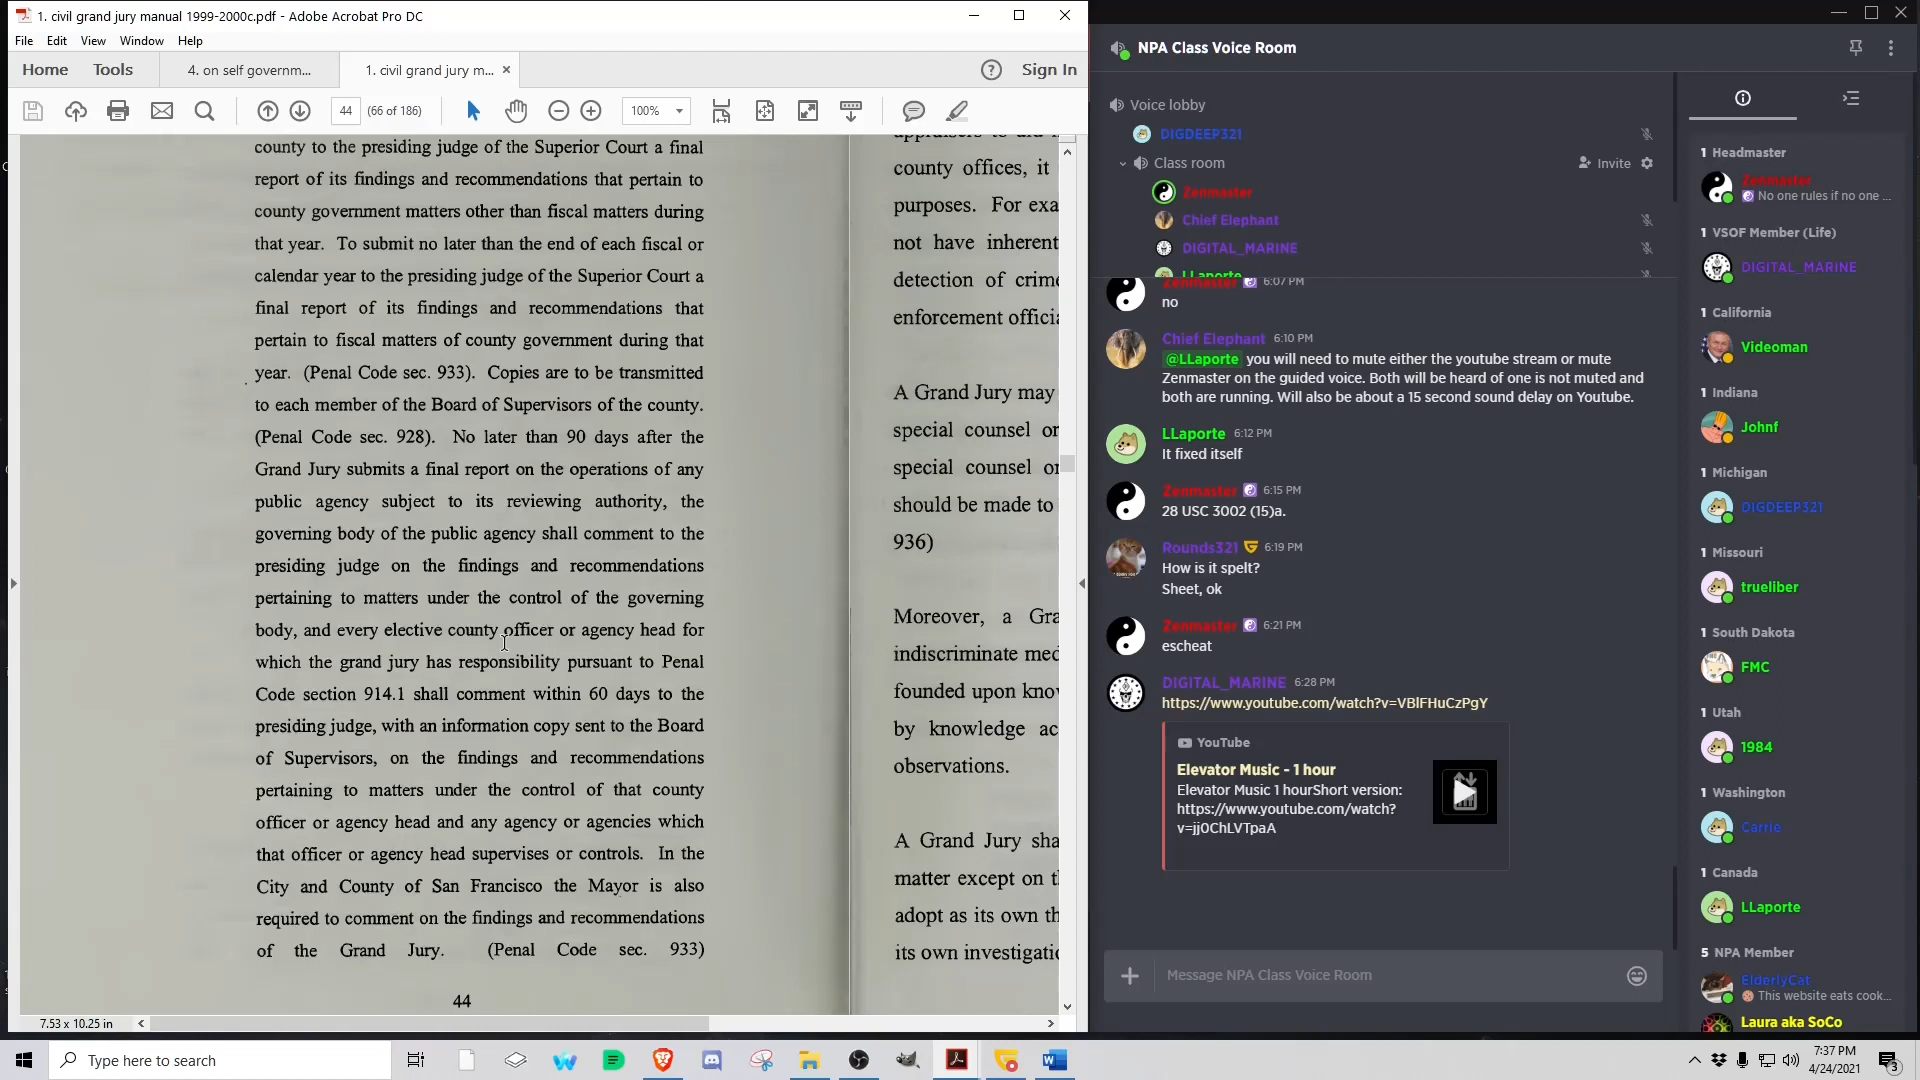 1. civil grand jury manual 1999-2000c.pdf - Adobe Acrobat Pro DC
File Edit View Window Help
Home Tools 4. on self governm... 1. civil grand jury m... × Sign In
44 (66 of 186) 100%
county to the presiding judge of the Superior Court a final
report of its findings and recommendations that pertain to
county government matters other than fiscal matters during
that year. To submit no later than the end of each fiscal or
calendar year to the presiding judge of the Superior Court a
final report of its findings and recommendations that
pertain to fiscal matters of county government during that
year. (Penal Code sec. 933). Copies are to be transmitted
to each member of the Board of Supervisors of the county.
(Penal Code sec. 928). No later than 90 days after the
Grand Jury submits a final report on the operations of any
public agency subject to its reviewing authority, the
governing body of the public agency shall comment to the
presiding judge on the findings and recommendations
pertaining to matters under the control of the governing
body, and every elective county officer or agency head for
which the grand jury has responsibility pursuant to Penal
Code section 914.1 shall comment within 60 days to the
presiding judge, with an information copy sent to the Board
of Supervisors, on the findings and recommendations
pertaining to matters under the control of that county
officer or agency head and any agency or agencies which
that officer or agency head supervises or controls. In the
City and County of San Francisco the Mayor is also
required to comment on the findings and recommendations
of the Grand Jury. (Penal Code sec. 933)
44
county offices, it
purposes. For exa
not have inherent
detection of crime
enforcement officia
A Grand Jury may
special counsel or
special counsel or
should be made to
936)
Moreover, a Gra
indiscriminate med
founded upon know
by knowledge ac
observations.
A Grand Jury sha
matter except on t
adopt as its own th
its own investigatio
7.53 x 10.25 in
NPA Class Voice Room
Voice lobby
DIGDEEP321
Class room Invite
Zenmaster
Chief Elephant
DIGITAL_MARINE
LLaporte
Zenmaster 6:07 PM
no
Chief Elephant 6:10 PM
@LLaporte you will need to mute either the youtube stream or mute
Zenmaster on the guided voice. Both will be heard of one is not muted and
both are running. Will also be about a 15 second sound delay on Youtube.
LLaporte 6:12 PM
It fixed itself
Zenmaster 6:15 PM
28 USC 3002 (15)a.
Rounds321 6:19 PM
How is it spelt?
Sheet, ok
Zenmaster 6:21 PM
escheat
DIGITAL_MARINE 6:28 PM
https://www.youtube.com/watch?v=VBlFHuCzPgY
YouTube
Elevator Music - 1 hour
Elevator Music 1 hourShort version:
https://www.youtube.com/watch?
v=jj0ChLVTpaA
Message NPA Class Voice Room
1 Headmaster
Zenmaster
No one rules if no one ...
1 VSOF Member (Life)
DIGITAL_MARINE
1 California
Videoman
1 Indiana
Johnf
1 Michigan
DIGDEEP321
1 Missouri
trueliber
1 South Dakota
FMC
1 Utah
1984
1 Washington
Carrie
1 Canada
LLaporte
5 NPA Member
ElderlyCat
This website eats cook...
Laura aka SoCo
Type here to search
7:37 PM
4/24/2021
3